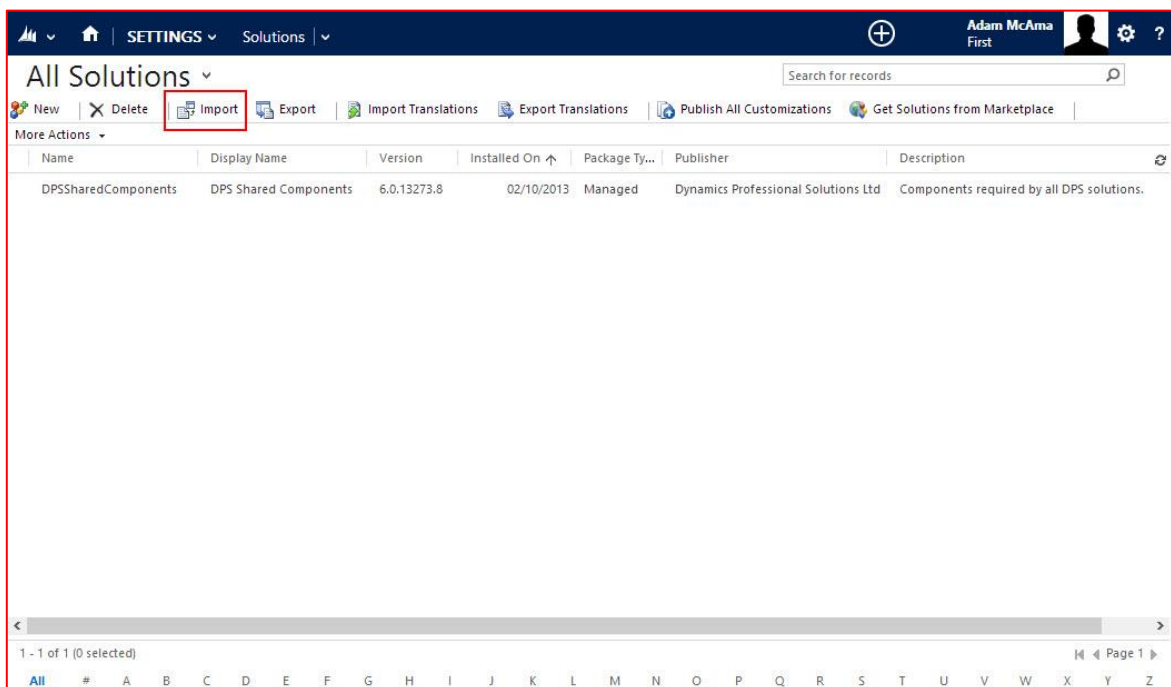 SETTINGS Solutions Adam McAma ?
First
All Solutions Search for records
New Delete Import Export Import Translations Export Translations Publish All Customizations Get Solutions from Marketplace
More Actions
Name Display Name Version Installed On Package Ty... Publisher Description
DPSSharedComponents DPS Shared Components 6.0.13273.8 02/10/2013 Managed Dynamics Professional Solutions Ltd Components required by all DPS solutions.
1 - 1 of 1 (0 selected) Page 1
All # A B C D E F G H I J K L M N O P Q R S T U V W X Y Z